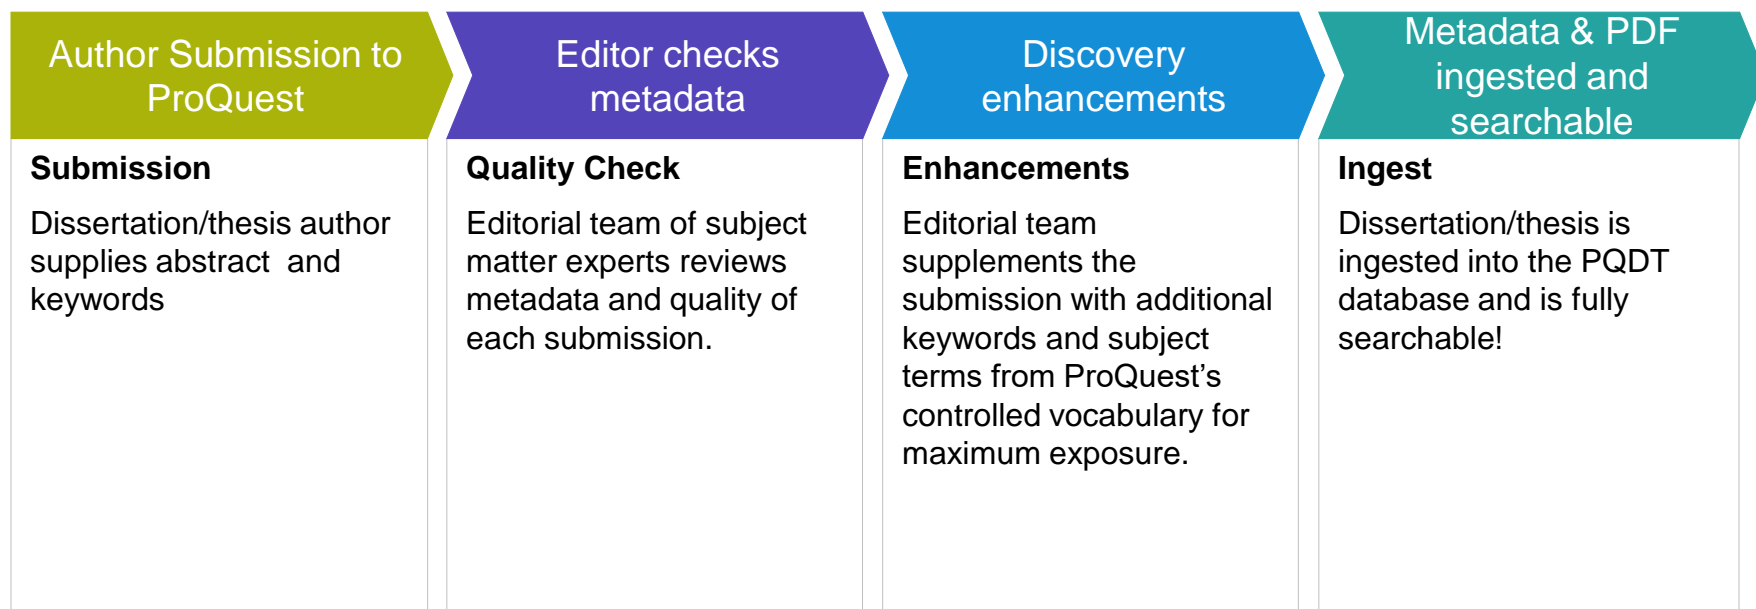 Author Submission to
ProQuest
Submission
Dissertation/thesis author
supplies abstract  and
keywords
Editor checks
metadata
Quality Check
Editorial team of subject
matter experts reviews
metadata and quality of
each submission.
Discovery
enhancements
Enhancements
Editorial team
supplements the
submission with additional
keywords and subject
terms from ProQuest’s
controlled vocabulary for
maximum exposure.
Metadata & PDF
ingested and
searchable
Ingest
Dissertation/thesis is
ingested into the PQDT
database and is fully
searchable!